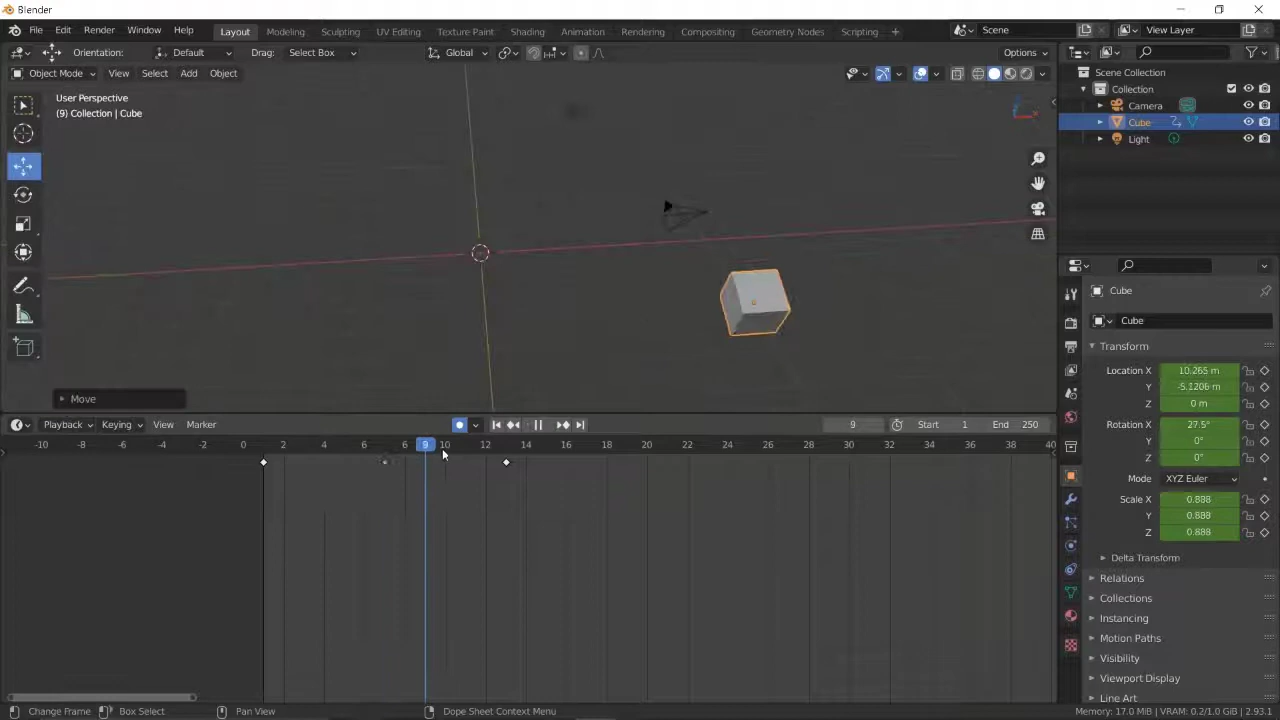 Blender
File Edit Render Window Help Layout Modeling Sculpting UV Editing Texture Paint Shading Animation Rendering Compositing Geometry Nodes Scripting + Scene View Layer
Orientation: Default Drag: Select Box Global Options
Object Mode View Select Add Object
User Perspective
(9) Collection | Cube
Move
Scene Collection
Collection
Camera
Cube
Light
Cube
Cube
Transform
Location X 10.265 m
Y -5.1206 m
Z 0 m
Rotation X 27.5°
Y 0°
Z 0°
Mode XYZ Euler
Scale X 0.888
Y 0.888
Z 0.888
Delta Transform
Relations
Collections
Instancing
Motion Paths
Visibility
Viewport Display
Line Art
Playback Keying View Marker 9 Start 1 End 250
-10 -8 -6 -4 -2 0 2 4 6 8 9 10 12 14 16 18 20 22 24 26 28 30 32 34 36 38 40
Change Frame Box Select Pan View Dope Sheet Context Menu Memory: 17.0 MiB | VRAM: 0.2/1.0 GiB | 2.93.1